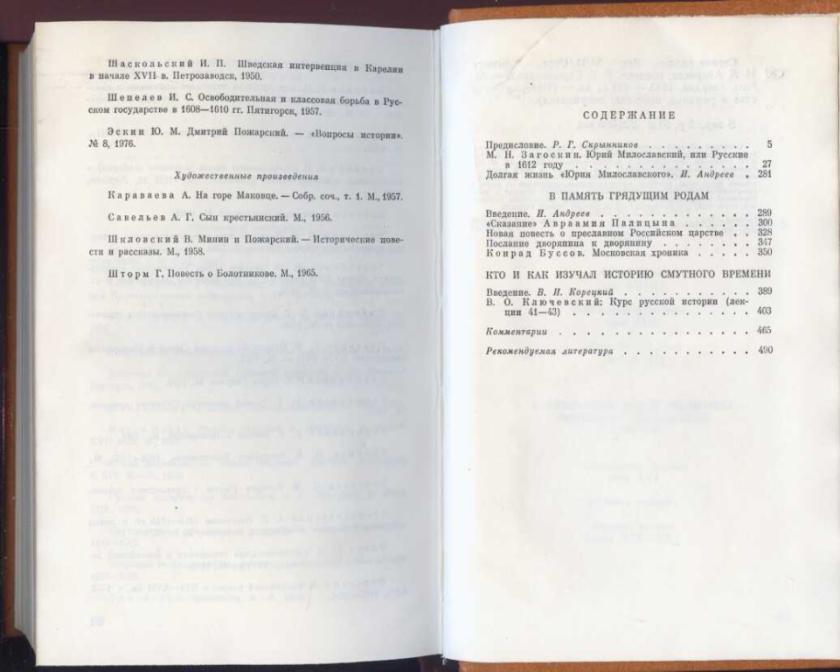 Шаскольский И. П. Шведская интервенция в Карелии
в начале XVII в. Петрозаводск, 1950.
Шепелев И. С. Освободительная и классовая борьба в Рус-
ском государстве в 1608—1610 гг. Пятигорск, 1957.
Эскин Ю. М. Дмитрий Пожарский. — «Вопросы истории».
№ 8, 1976.
Художественные произведения
Караваева А. На горе Маковце. — Собр. соч., т. 1. М., 1957.
Савельев А. Г. Сын крестьянский. М., 1956.
Шкловский В. Минин и Пожарский. — Исторические пове-
сти и рассказы. М., 1958.
Шторм Г. Повесть о Болотникове. М., 1965.
СОДЕРЖАНИЕ
Предисловие. Р. Г. Скрынников . . . . . . . . . 5
М. Н. Загоскин. Юрий Милославский, или Русские
в 1612 году . . . . . . . . . . . . 27
Долгая жизнь «Юрия Милославского». И. Андреев . 281
В ПАМЯТЬ ГРЯДУЩИМ РОДАМ
Введение. И. Андреев . . . . . . . . . . . . 289
«Сказание» Авраамия Палицына . . . . . . . 300
Новая повесть о преславном Российском царстве . . 328
Послание дворянина к дворянину . . . . . . . 347
Конрад Буссов. Московская хроника . . . . . 350
КТО И КАК ИЗУЧАЛ ИСТОРИЮ СМУТНОГО ВРЕМЕНИ
Введение. В. И. Корецкий . . . . . . . . . . 389
В. О. Ключевский: Курс русской истории (лек-
ции 41—43) . . . . . . . . . . . . . 403
Комментарии . . . . . . . . . . . . . . 465
Рекомендуемая литература . . . . . . . . . . 490